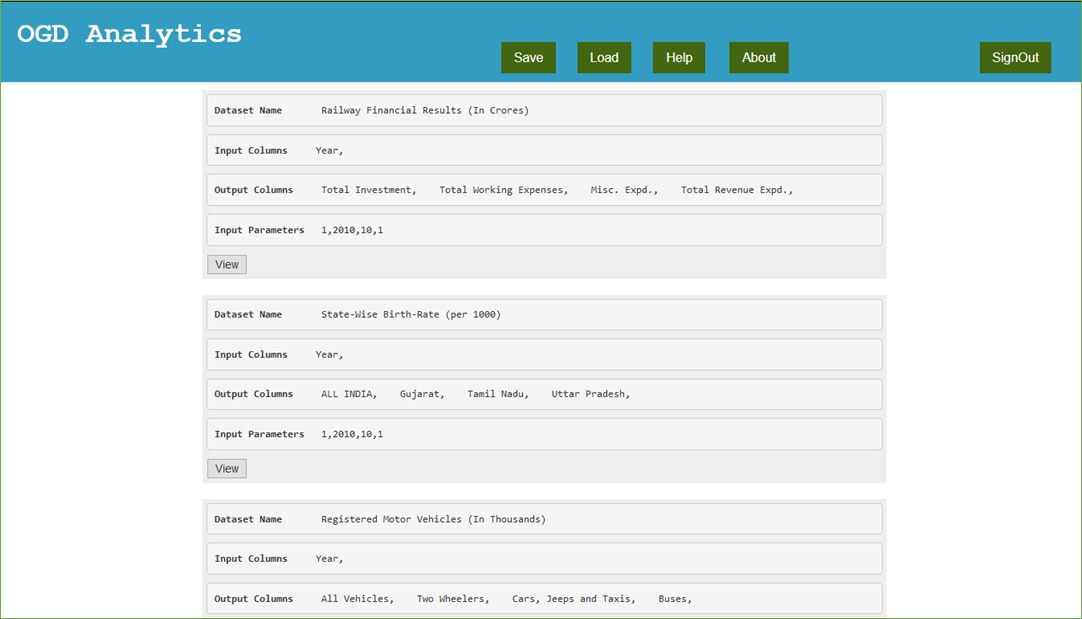 OGD Analytics
Save Load Help About SignOut
Dataset Name Railway Financial Results (In Crores)
Input Columns Year,
Output Columns Total Investment, Total Working Expenses, Misc. Expd., Total Revenue Expd.,
Input Parameters 1,2010,10,1
View
Dataset Name State-Wise Birth-Rate (per 1000)
Input Columns Year,
Output Columns ALL INDIA, Gujarat, Tamil Nadu, Uttar Pradesh,
Input Parameters 1,2010,10,1
View
Dataset Name Registered Motor Vehicles (In Thousands)
Input Columns Year,
Output Columns All Vehicles, Two Wheelers, Cars, Jeeps and Taxis, Buses,